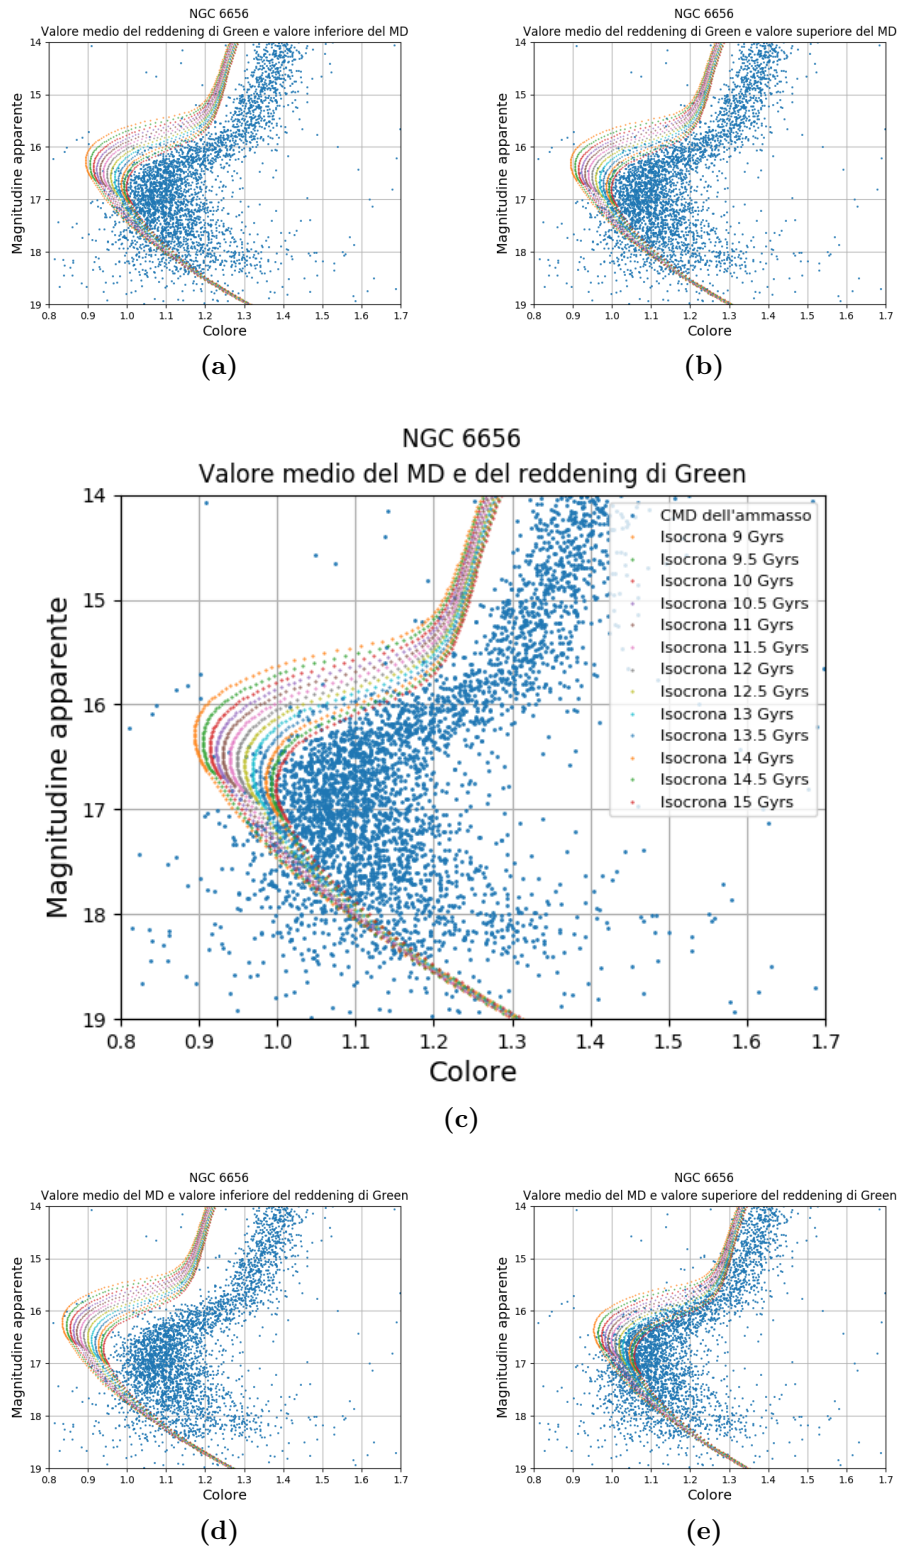 NGC 6656
Valore medio del reddening di Green e valore inferiore del MD
14
15
16
17
18
19
Magnitudine apparente
0.8 0.9 1.0 1.1 1.2 1.3 1.4 1.5 1.6 1.7
Colore
(a)
NGC 6656
Valore medio del reddening di Green e valore superiore del MD
14
15
16
17
18
19
Magnitudine apparente
0.8 0.9 1.0 1.1 1.2 1.3 1.4 1.5 1.6 1.7
Colore
(b)
NGC 6656
Valore medio del MD e del reddening di Green
14
15
16
17
18
19
Magnitudine apparente
CMD dell'ammasso
Isocrona 9 Gyrs
Isocrona 9.5 Gyrs
Isocrona 10 Gyrs
Isocrona 10.5 Gyrs
Isocrona 11 Gyrs
Isocrona 11.5 Gyrs
Isocrona 12 Gyrs
Isocrona 12.5 Gyrs
Isocrona 13 Gyrs
Isocrona 13.5 Gyrs
Isocrona 14 Gyrs
Isocrona 14.5 Gyrs
Isocrona 15 Gyrs
0.8 0.9 1.0 1.1 1.2 1.3 1.4 1.5 1.6 1.7
Colore
(c)
NGC 6656
Valore medio del MD e valore inferiore del reddening di Green
14
15
16
17
18
19
Magnitudine apparente
0.8 0.9 1.0 1.1 1.2 1.3 1.4 1.5 1.6 1.7
Colore
(d)
NGC 6656
Valore medio del MD e valore superiore del reddening di Green
14
15
16
17
18
19
Magnitudine apparente
0.8 0.9 1.0 1.1 1.2 1.3 1.4 1.5 1.6 1.7
Colore
(e)